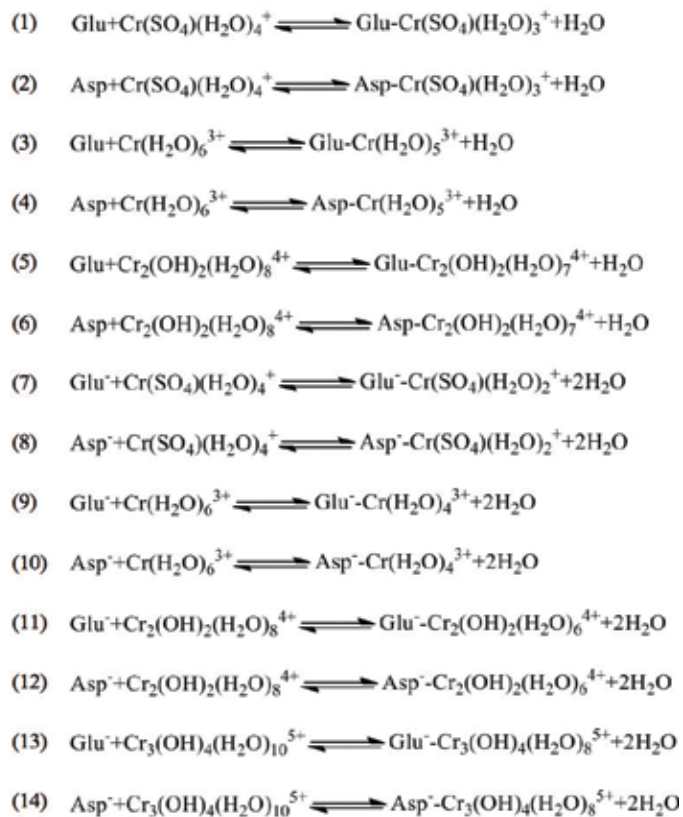 (1) Glu+Cr(SO₄)(H₂O)₄⁺ ⇌ Glu-Cr(SO₄)(H₂O)₃⁺+H₂O
(2) Asp+Cr(SO₄)(H₂O)₄⁺ ⇌ Asp-Cr(SO₄)(H₂O)₃⁺+H₂O
(3) Glu+Cr(H₂O)₆³⁺ ⇌ Glu-Cr(H₂O)₅³⁺+H₂O
(4) Asp+Cr(H₂O)₆³⁺ ⇌ Asp-Cr(H₂O)₅³⁺+H₂O
(5) Glu+Cr₂(OH)₂(H₂O)₈⁴⁺ ⇌ Glu-Cr₂(OH)₂(H₂O)₇⁴⁺+H₂O
(6) Asp+Cr₂(OH)₂(H₂O)₈⁴⁺ ⇌ Asp-Cr₂(OH)₂(H₂O)₇⁴⁺+H₂O
(7) Glu⁻+Cr(SO₄)(H₂O)₄⁺ ⇌ Glu⁻-Cr(SO₄)(H₂O)₂⁺+2H₂O
(8) Asp⁻+Cr(SO₄)(H₂O)₄⁺ ⇌ Asp⁻-Cr(SO₄)(H₂O)₂⁺+2H₂O
(9) Glu⁻+Cr(H₂O)₆³⁺ ⇌ Glu⁻-Cr(H₂O)₄³⁺+2H₂O
(10) Asp⁻+Cr(H₂O)₆³⁺ ⇌ Asp⁻-Cr(H₂O)₄³⁺+2H₂O
(11) Glu⁻+Cr₂(OH)₂(H₂O)₈⁴⁺ ⇌ Glu⁻-Cr₂(OH)₂(H₂O)₆⁴⁺+2H₂O
(12) Asp⁻+Cr₂(OH)₂(H₂O)₈⁴⁺ ⇌ Asp⁻-Cr₂(OH)₂(H₂O)₆⁴⁺+2H₂O
(13) Glu⁻+Cr₃(OH)₄(H₂O)₁₀⁵⁺ ⇌ Glu⁻-Cr₃(OH)₄(H₂O)₈⁵⁺+2H₂O
(14) Asp⁻+Cr₃(OH)₄(H₂O)₁₀⁵⁺ ⇌ Asp⁻-Cr₃(OH)₄(H₂O)₈⁵⁺+2H₂O